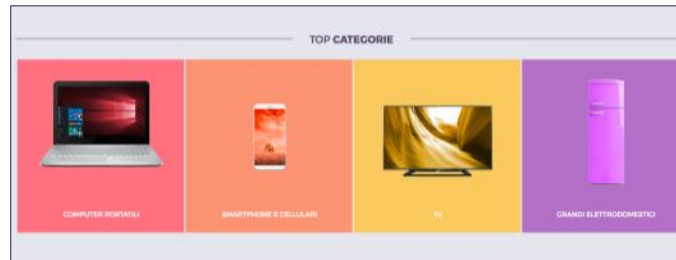 TOP CATEGORIE
COMPUTER PORTATILI
SMARTPHONE E CELLULARI
TV
GRANDI ELETTRODOMESTICI